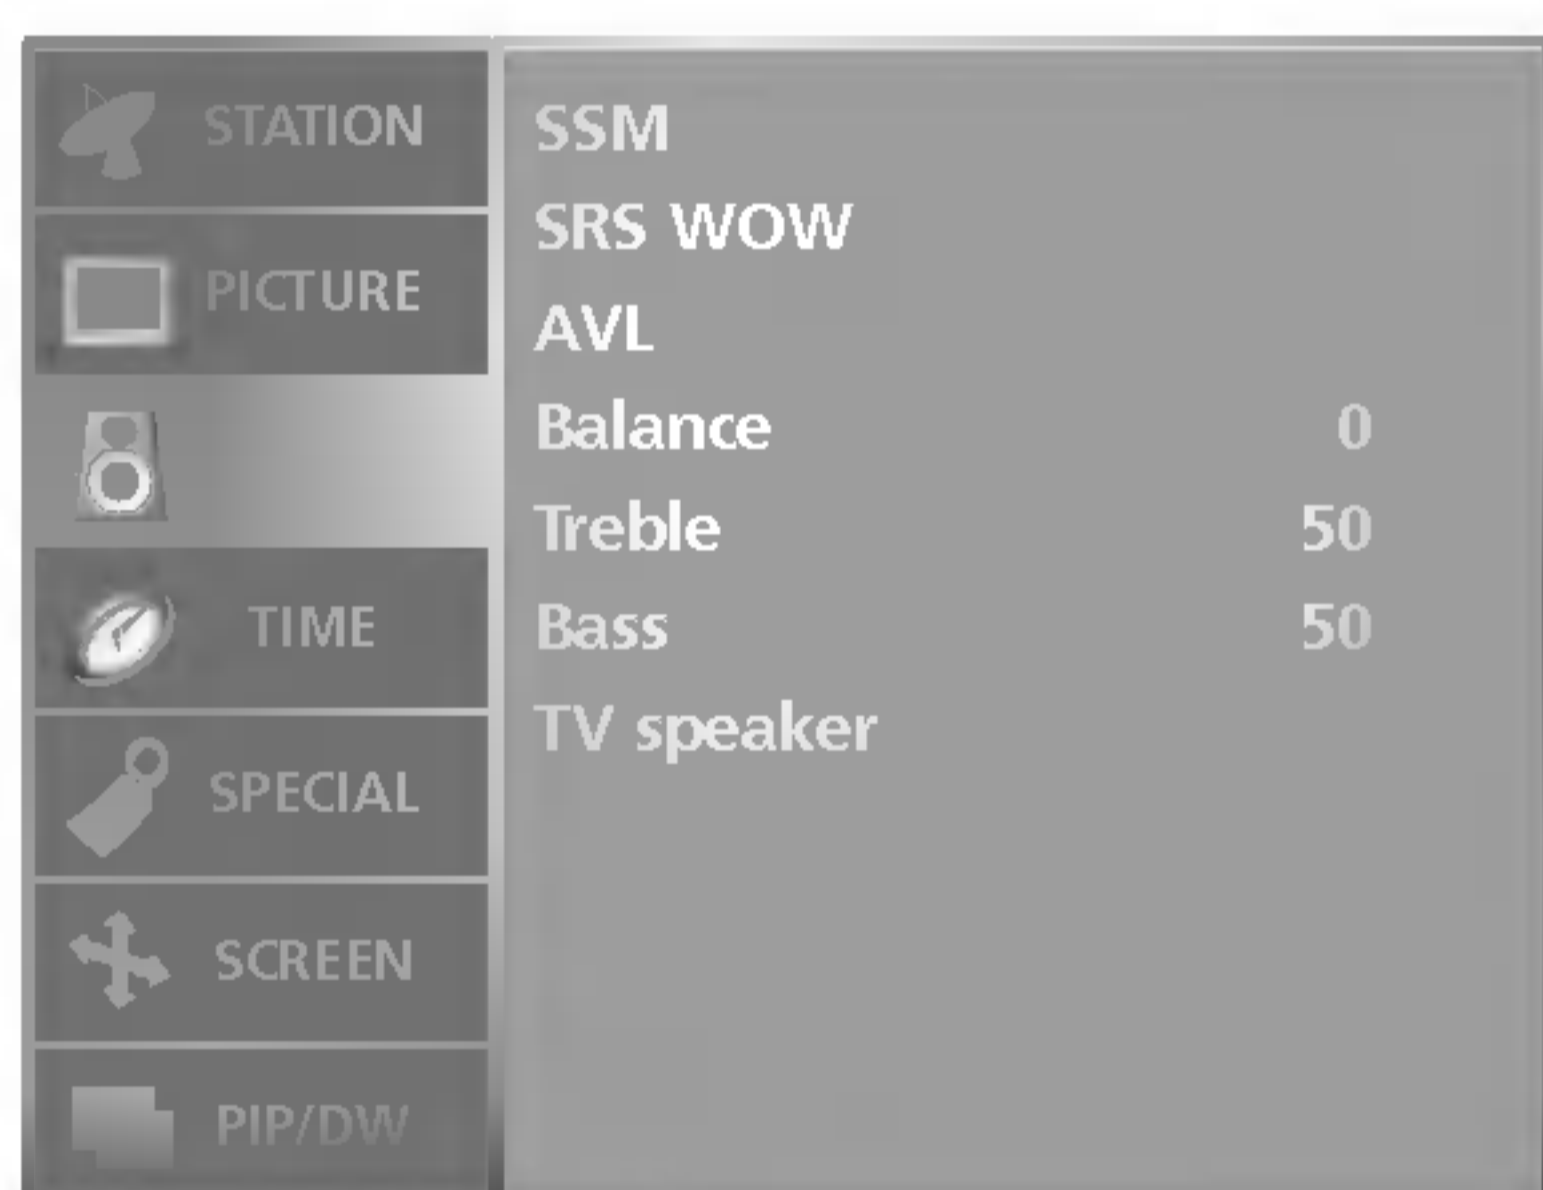 STATION
PICTURE
TIME
SPECIAL
SCREEN
PIP/DW
SSM
SRS WOW
AVL
Balance 0
Treble 50
Bass 50
TV speaker